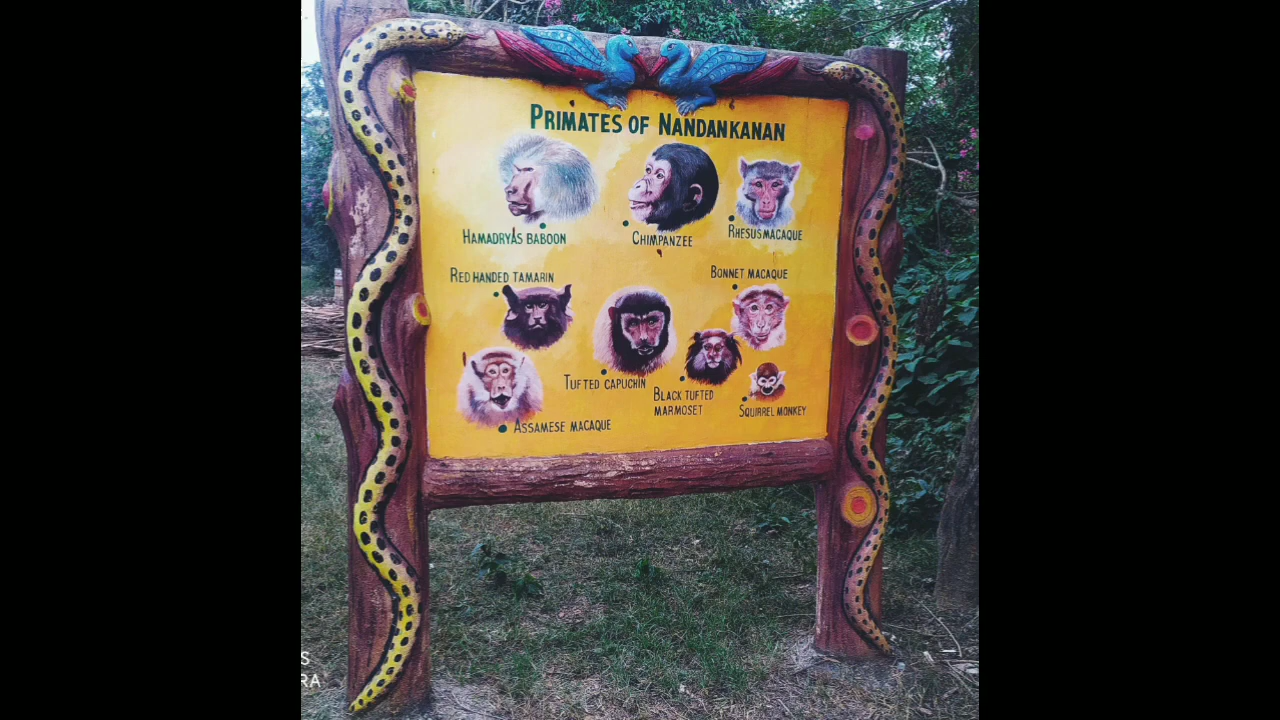 PRIMATES OF NANDANKANAN
HAMADRYAS BABOON
CHIMPANZEE
RHESUS MACAQUE
RED HANDED TAMARIN
BONNET MACAQUE
TUFTED CAPUCHIN
BLACK TUFTED
MARMOSET
SQUIRREL MONKEY
ASSAMESE MACAQUE